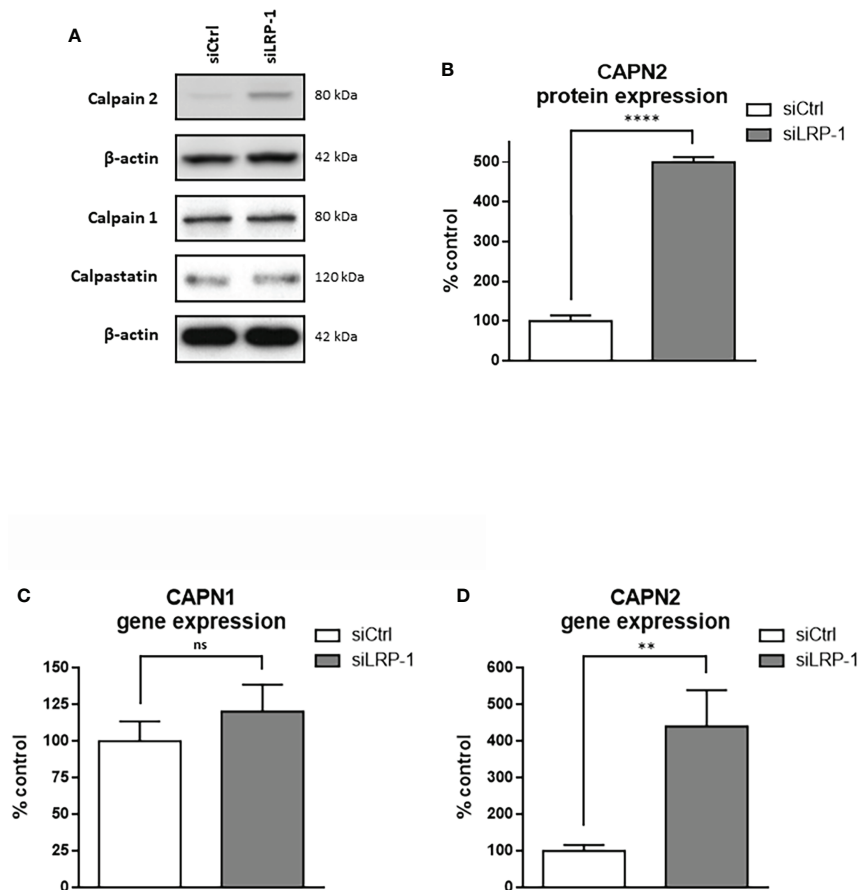 A
siCtrl
siLRP-1
Calpain 2
80 kDa
β-actin
42 kDa
Calpain 1
80 kDa
Calpastatin
120 kDa
β-actin
42 kDa
B
CAPN2
protein expression
siCtrl
siLRP-1
****
% control
500
400
300
200
100
0
C
CAPN1
gene expression
siCtrl
siLRP-1
ns
% control
150
125
100
75
50
25
0
D
CAPN2
gene expression
siCtrl
siLRP-1
**
% control
600
500
400
300
200
100
0